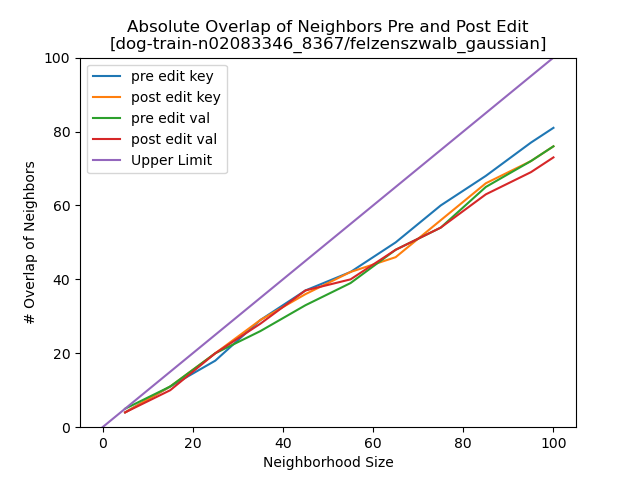 Absolute Overlap of Neighbors Pre and Post Edit
[dog-train-n02083346_8367/felzenszwalb_gaussian]
pre edit key
post edit key
pre edit val
post edit val
Upper Limit
# Overlap of Neighbors
100
80
60
40
20
0
0 20 40 60 80 100
Neighborhood Size